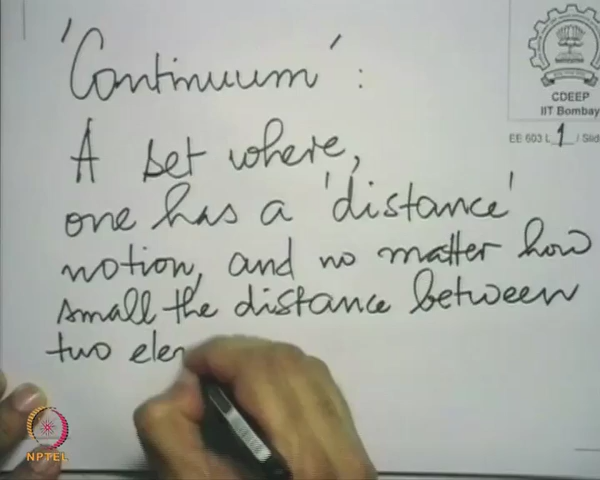 'Continuum' :
A set where,
one has a 'distance'
notion, and no matter how
small the distance between
two ele
CDEEP
IIT Bombay
EE 603 L 1 / Slid
NPTEL